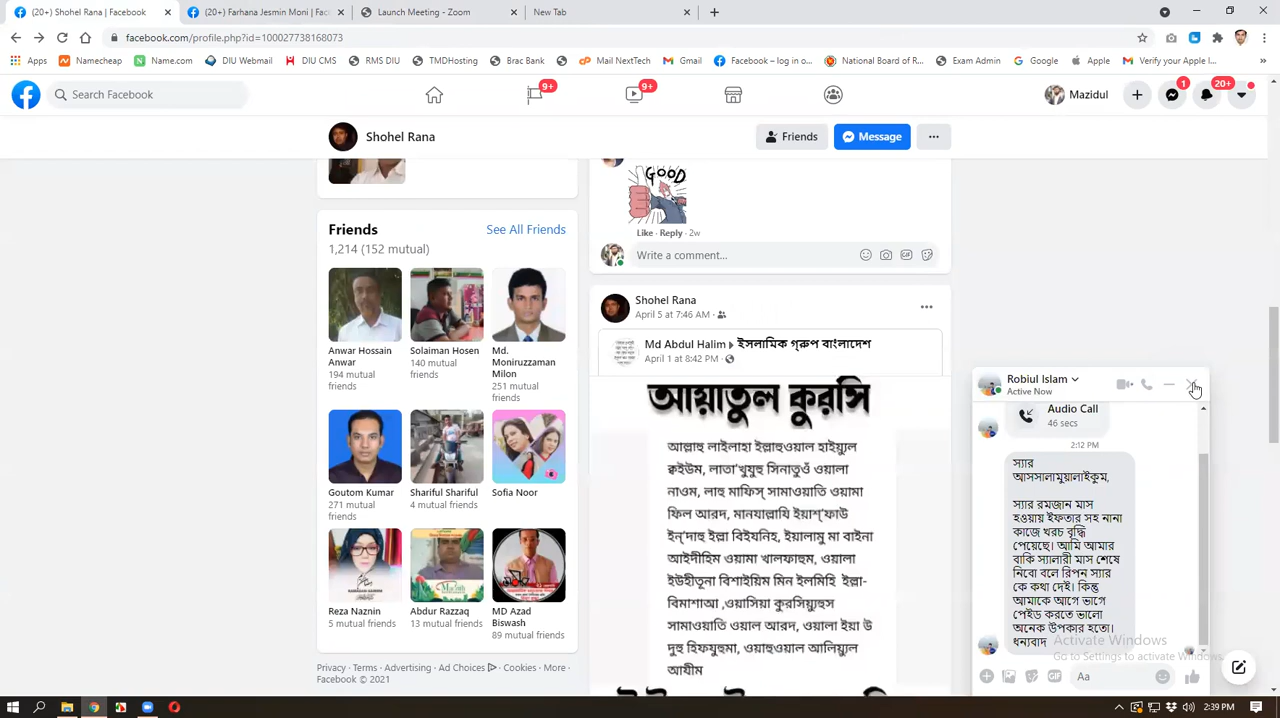 (20+) Shohel Rana | Facebook
(20+) Farhana Jesmin Moni | Fac
Launch Meeting - Zoom
New Tab
facebook.com/profile.php?id=100027738168073
Apps
Namecheap
Name.com
DIU Webmail
DIU CMS
RMS DIU
TMDHosting
Brac Bank
Mail NextTech
Gmail
Facebook – log in o...
National Board of R...
Exam Admin
Google
Apple
Verify your Apple I...
Search Facebook
9+
9+
Mazidul
1
20+
Shohel Rana
Friends
Message
Friends
See All Friends
1,214 (152 mutual)
Anwar Hossain Anwar
194 mutual friends
Solaiman Hosen
140 mutual friends
Md. Moniruzzaman Milon
251 mutual friends
Goutom Kumar
271 mutual friends
Shariful Shariful
4 mutual friends
Sofia Noor
Reza Naznin
5 mutual friends
Abdur Razzaq
13 mutual friends
MD Azad Biswash
89 mutual friends
Privacy · Terms · Advertising · Ad Choices · Cookies · More ·
Facebook © 2021
GOOD
Like · Reply · 2w
Write a comment...
Shohel Rana
April 5 at 7:46 AM ·
Md Abdul Halim ▸ ইসলামিক গ্রুপ বাংলাদেশ
April 1 at 8:42 PM ·
আয়াতুল কুরসি
আল্লাহু লাইলাহা ইল্লাহুওয়াল হাইয়্যুল
ক্বইউম, লাতা'খুযুহু সিনাতুওঁ ওয়ালা
নাওম, লাহু মাফিস্ সামাওয়াতি ওয়ামা
ফিল আরদ, মানযাল্লাযি ইয়াশ্'ফাউ
ইন্'দাহু ইল্লা বিইযনিহ, ইয়ালামু মা বাইনা
আইদীহিম ওয়ামা খালফাহুম, ওয়ালা
ইউহীতূনা বিশাইয়িম মিন ইলমিহি ইল্লা-
বিমাশাআ ,ওয়াসিয়া কুরসিয়্যুহুস
সামাওয়াতি ওয়াল আরদ, ওয়ালা ইয়া উ
দুহু হিফযুহুমা, ওয়াহুওয়াল আলিয়্যুল
আযীম
Robiul Islam
Active Now
Audio Call
46 secs
2:12 PM
স্যার
আসসালামুয়ালাইকুম,
স্যার রমজান মাস
হওয়ায় ইফতার সহ নানা
কাজে খরচ বৃদ্ধি
পেয়েছে। আমি আমার
বাকি স্যালারী মাস শেষে
নিবো বলে রিপন স্যার
কে কথা দেই। কিন্তু
আমাকে আগে ভাগে
পেইড করতে ভালো
অনেক উপকার হতো।
ধন্যবাদ
Activate Windows
Go to Settings to activate Windows.
GIF
Aa
2:39 PM